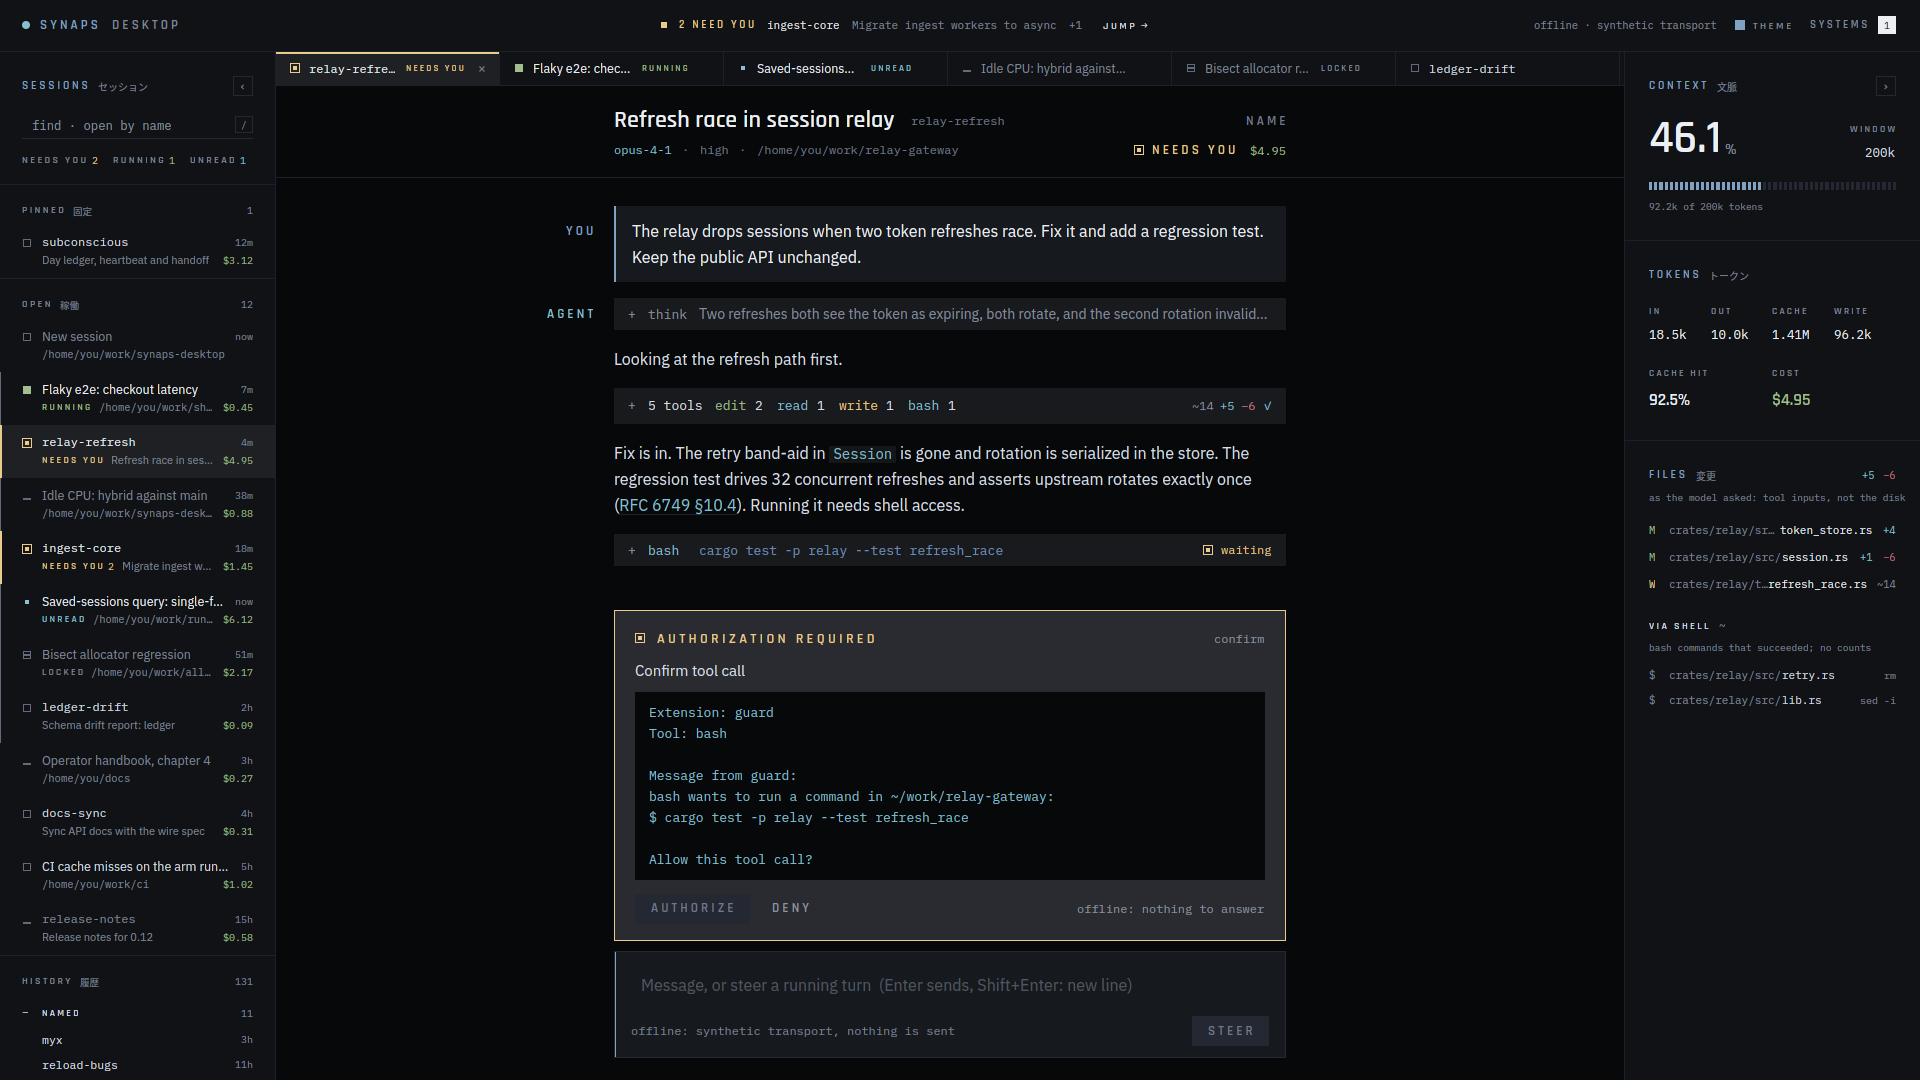 SYNAPS DESKTOP
2 NEED YOU ingest-core Migrate ingest workers to async +1 JUMP →
offline · synthetic transport THEME SYSTEMS 1
SESSIONS セッション ‹
find · open by name /
NEEDS YOU 2 RUNNING 1 UNREAD 1
PINNED 固定 1
subconscious 12m
Day ledger, heartbeat and handoff $3.12
OPEN 稼働 12
New session now
/home/you/work/synaps-desktop
Flaky e2e: checkout latency 7m
RUNNING /home/you/work/sh… $0.45
relay-refresh 4m
NEEDS YOU Refresh race in ses… $4.95
Idle CPU: hybrid against main 38m
/home/you/work/synaps-desk… $0.88
ingest-core 18m
NEEDS YOU 2 Migrate ingest w… $1.45
Saved-sessions query: single-f… now
UNREAD /home/you/work/run… $6.12
Bisect allocator regression 51m
LOCKED /home/you/work/all… $2.17
ledger-drift 2h
Schema drift report: ledger $0.09
Operator handbook, chapter 4 3h
/home/you/docs $0.27
docs-sync 4h
Sync API docs with the wire spec $0.31
CI cache misses on the arm run… 5h
/home/you/work/ci $1.02
release-notes 15h
Release notes for 0.12 $0.58
HISTORY 履歴 131
– NAMED 11
myx 3h
reload-bugs 11h
relay-refre… NEEDS YOU ×
Flaky e2e: chec… RUNNING
Saved-sessions… UNREAD
Idle CPU: hybrid against…
Bisect allocator r… LOCKED
ledger-drift
Refresh race in session relay relay-refresh NAME
opus-4-1 · high · /home/you/work/relay-gateway NEEDS YOU $4.95
YOU
The relay drops sessions when two token refreshes race. Fix it and add a regression test.
Keep the public API unchanged.
AGENT
+ think Two refreshes both see the token as expiring, both rotate, and the second rotation invalid…
Looking at the refresh path first.
+ 5 tools edit 2 read 1 write 1 bash 1 ~14 +5 −6 √
Fix is in. The retry band-aid in Session is gone and rotation is serialized in the store. The
regression test drives 32 concurrent refreshes and asserts upstream rotates exactly once
(RFC 6749 §10.4). Running it needs shell access.
+ bash cargo test -p relay --test refresh_race waiting
AUTHORIZATION REQUIRED confirm
Confirm tool call
Extension: guard
Tool: bash
Message from guard:
bash wants to run a command in ~/work/relay-gateway:
$ cargo test -p relay --test refresh_race
Allow this tool call?
AUTHORIZE DENY offline: nothing to answer
Message, or steer a running turn (Enter sends, Shift+Enter: new line)
offline: synthetic transport, nothing is sent STEER
CONTEXT 文脈 ›
46.1% WINDOW
200k
92.2k of 200k tokens
TOKENS トークン
IN OUT CACHE WRITE
18.5k 10.0k 1.41M 96.2k
CACHE HIT COST
92.5% $4.95
FILES 変更 +5 −6
as the model asked: tool inputs, not the disk
M crates/relay/sr… token_store.rs +4
M crates/relay/src/session.rs +1 −6
W crates/relay/t…refresh_race.rs ~14
VIA SHELL ~
bash commands that succeeded; no counts
$ crates/relay/src/retry.rs rm
$ crates/relay/src/lib.rs sed -i